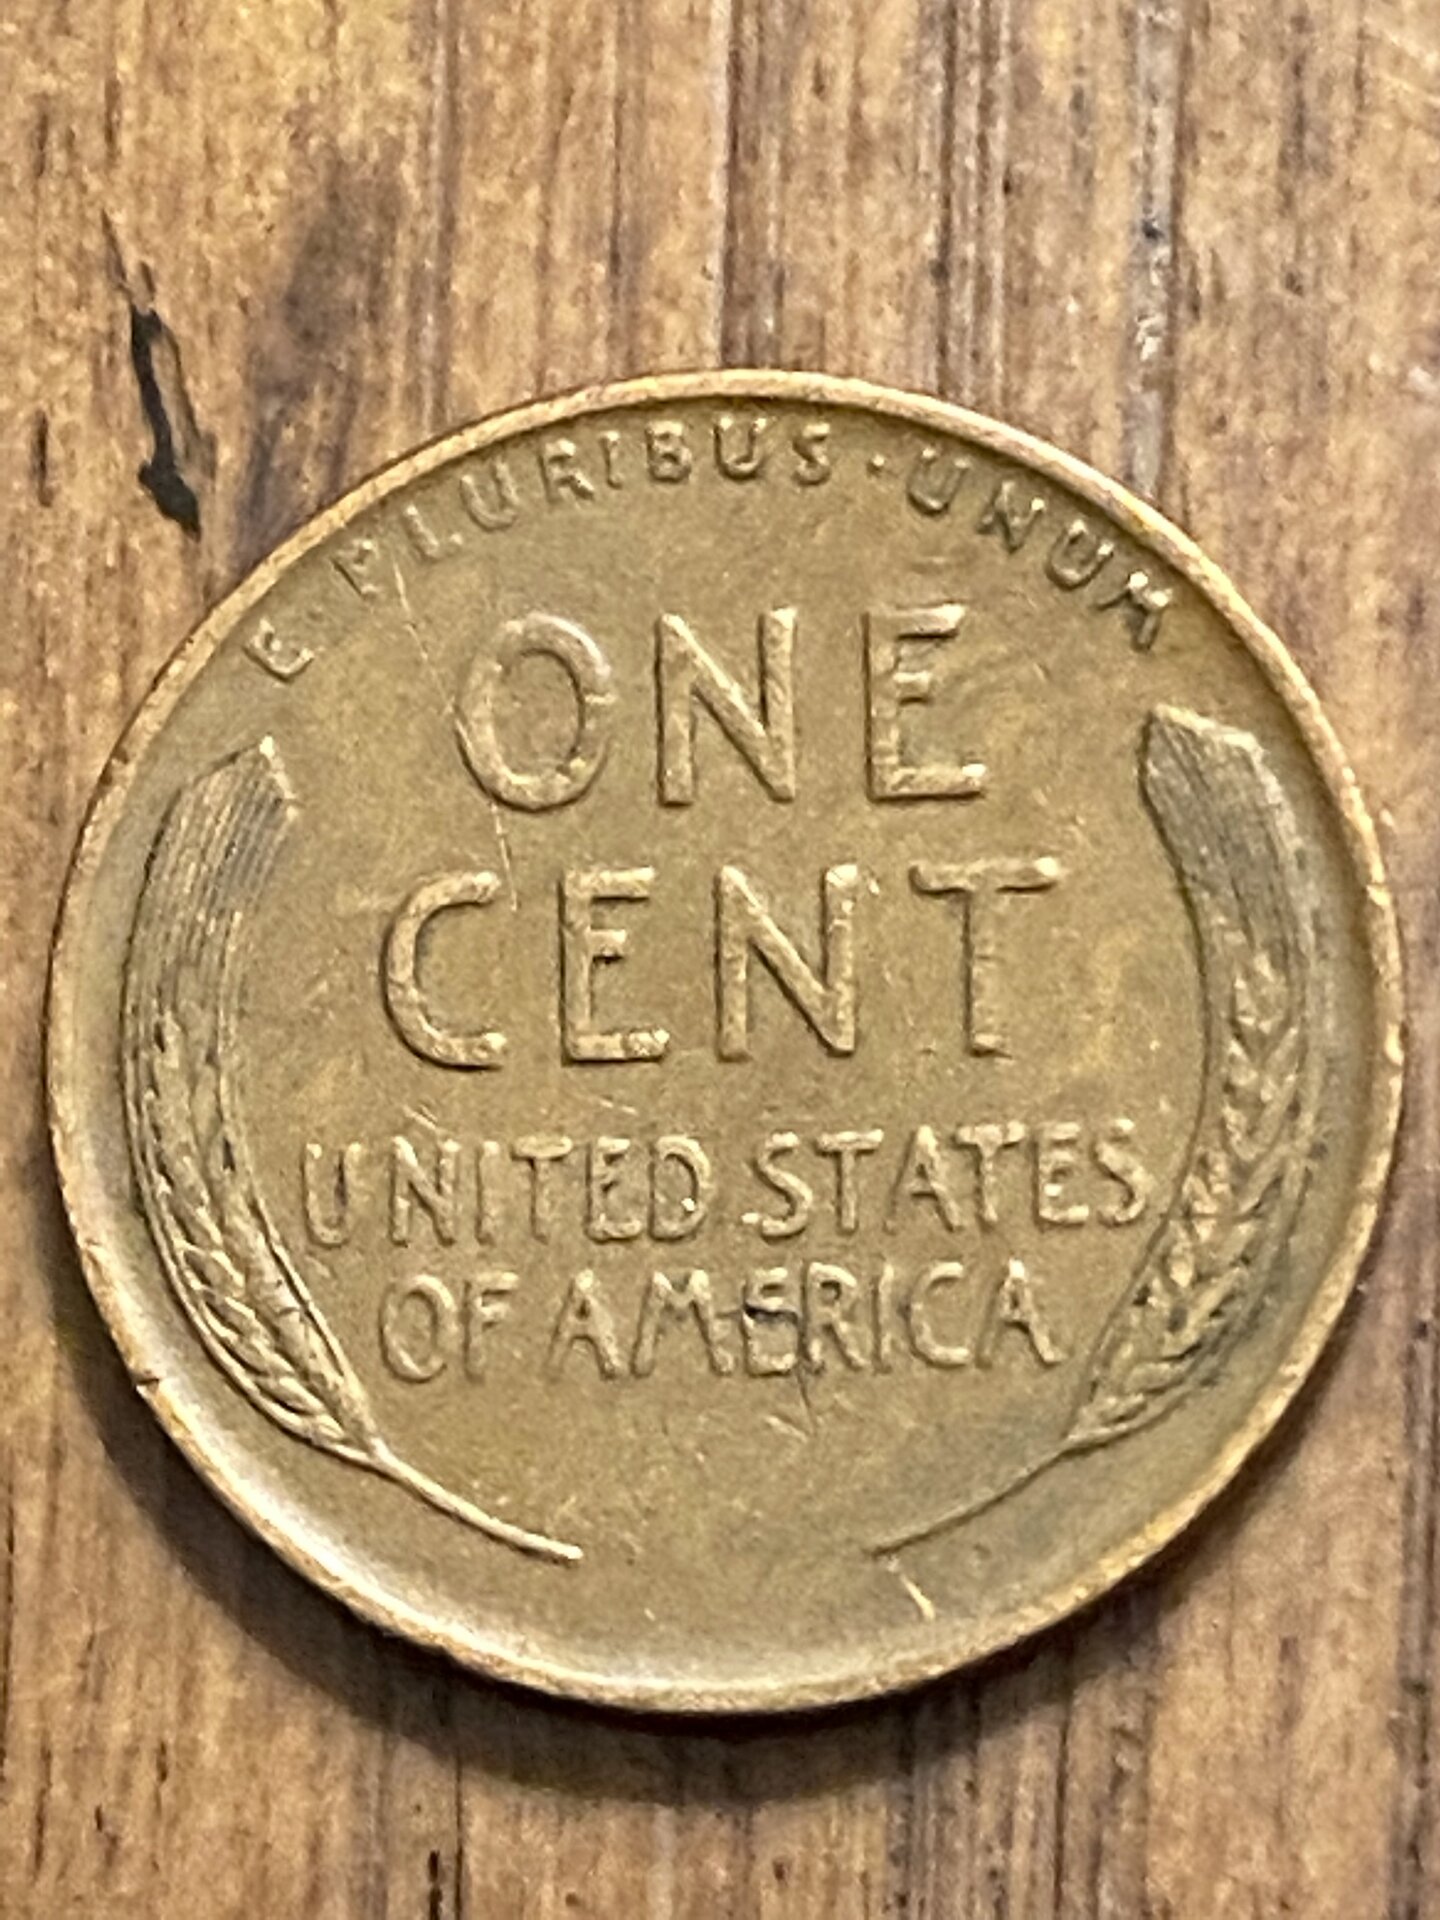 E·PLURIBUS·UNUM
ONE
CENT
UNITED STATES
OF AMERICA